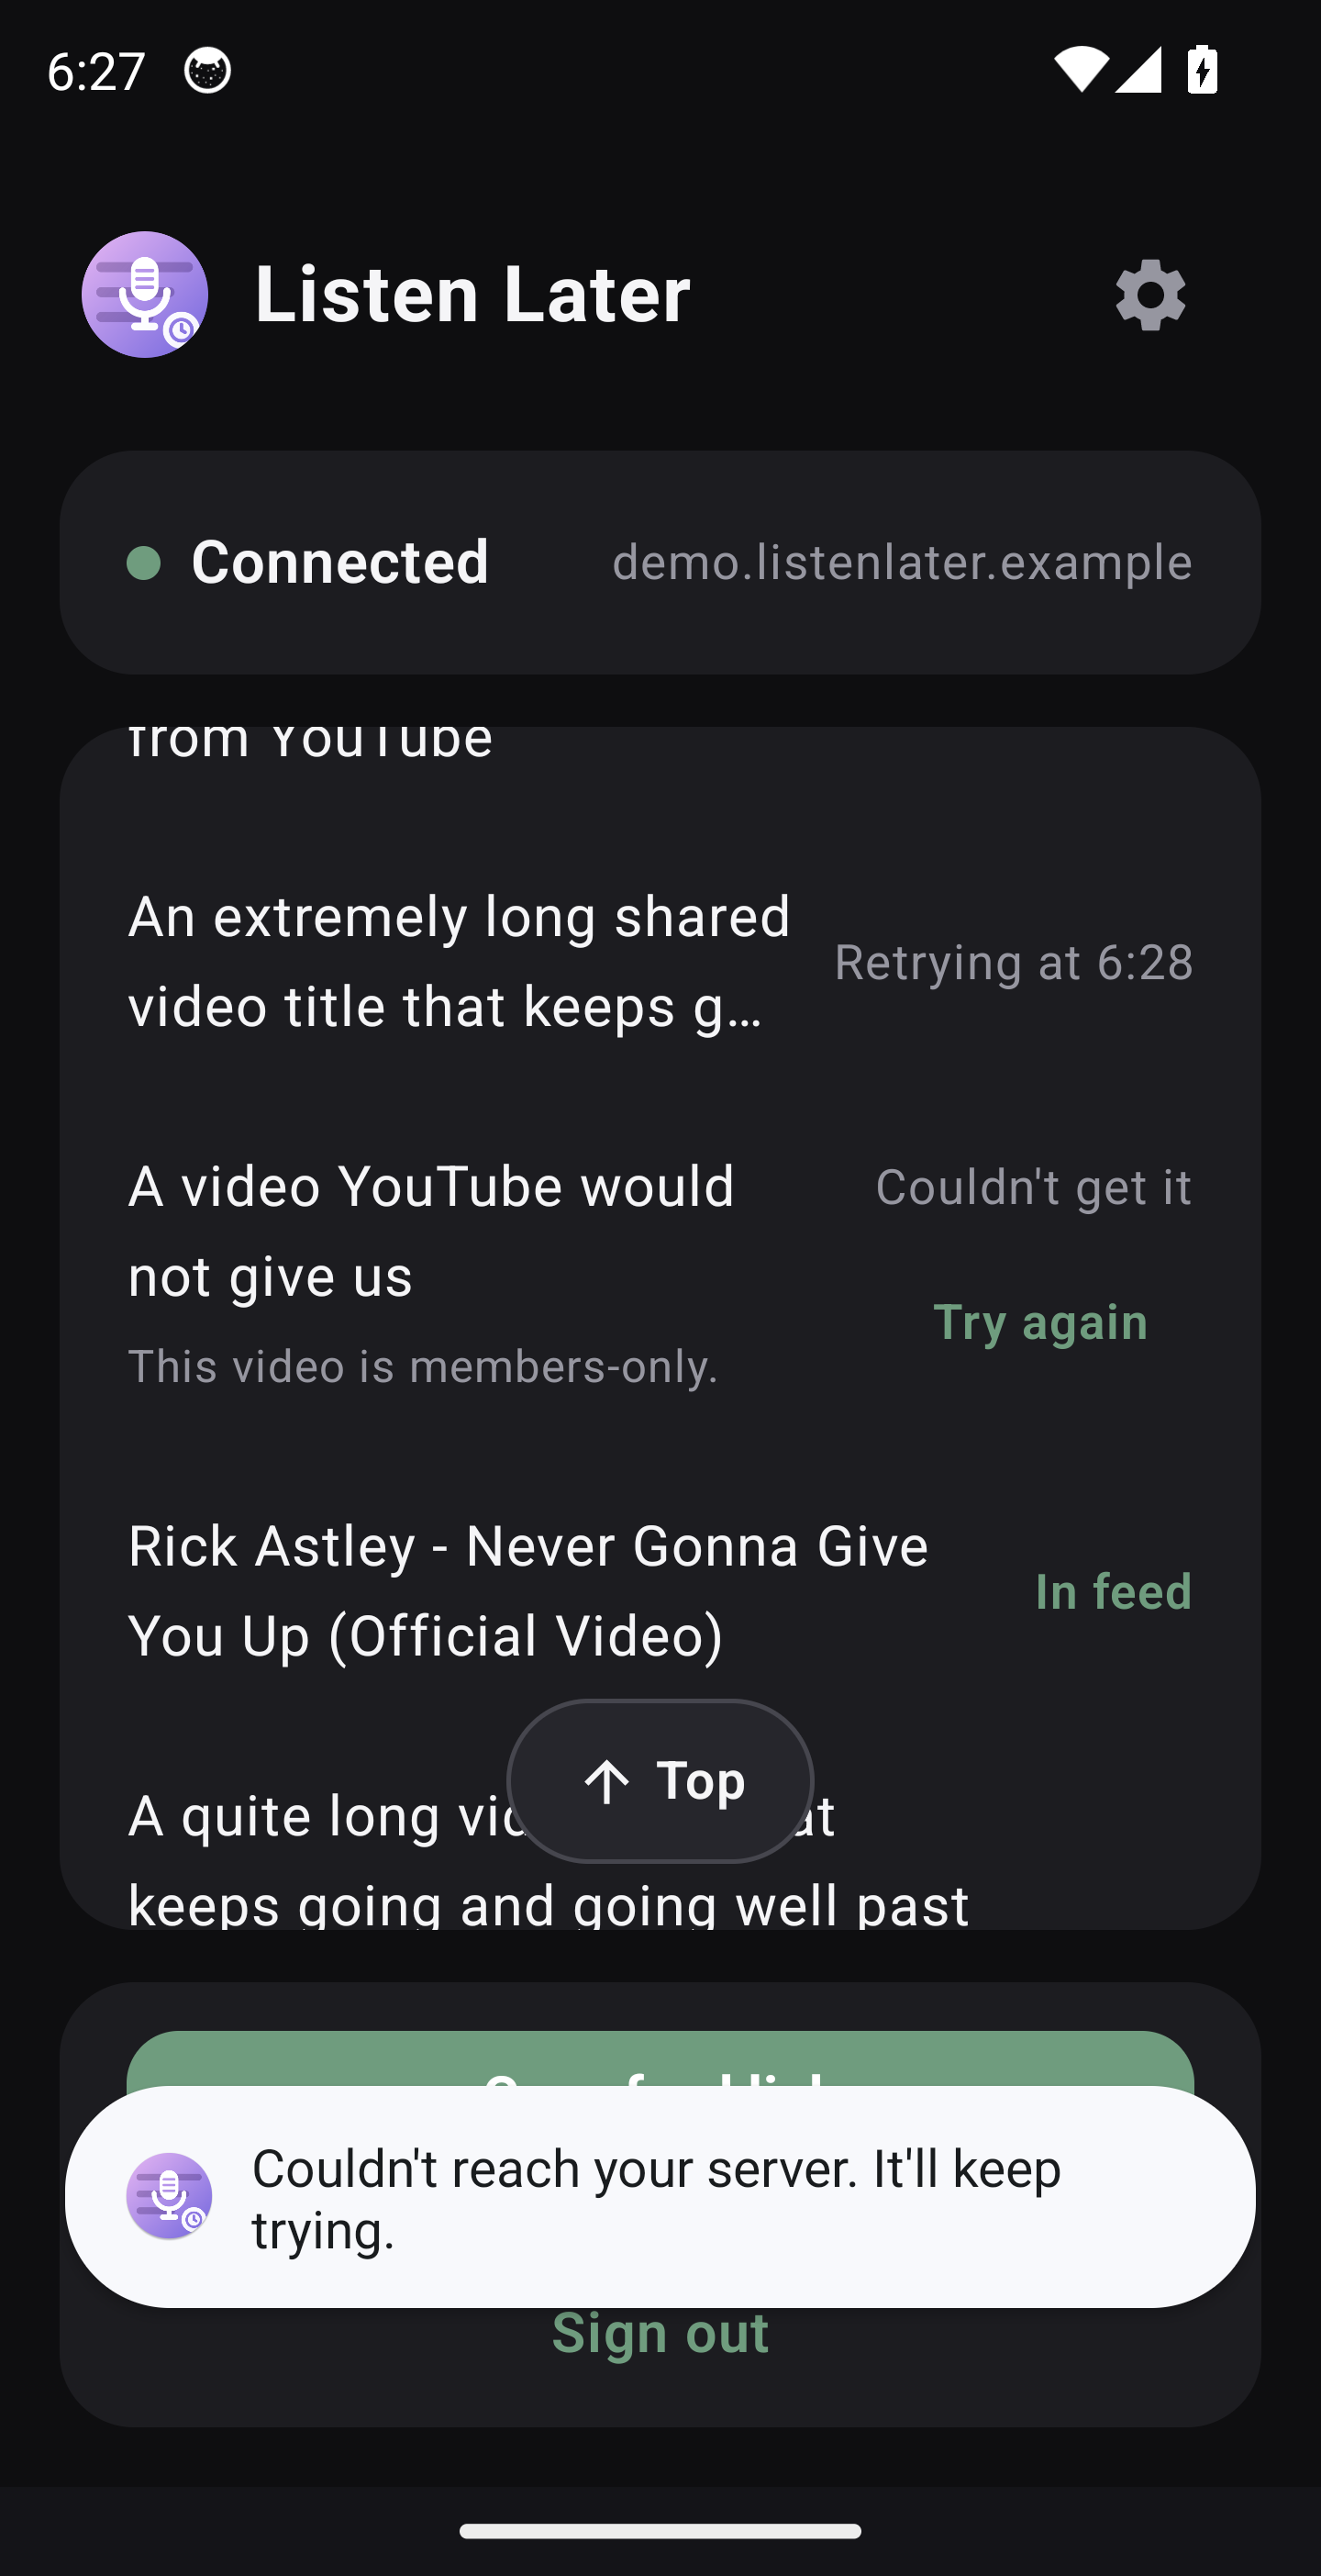 6:27
Listen Later
Connected
demo.listenlater.example
from YouTube
An extremely long shared
video title that keeps g…
Retrying at 6:28
A video YouTube would
not give us
This video is members-only.
Couldn't get it
Try again
Rick Astley - Never Gonna Give
You Up (Official Video)
In feed
Top
A quite long
keeps going and going well past
Couldn't reach your server. It'll keep
trying.
Sign out